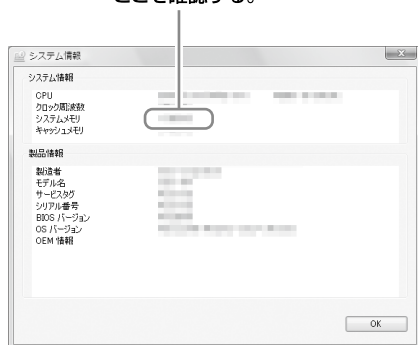 ここを確認する。
システム情報
システム情報
CPU
クロック周波数
システムメモリ
キャッシュメモリ
製品情報
製造者
モデル名
サービスタグ
シリアル番号
BIOS バージョン
OS バージョン
OEM 情報
OK